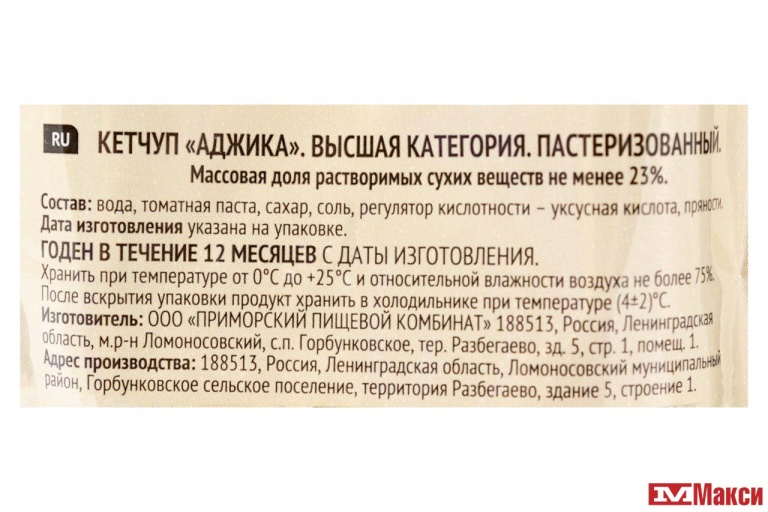 RU
КЕТЧУП «АДЖИКА». ВЫСШАЯ КАТЕГОРИЯ. ПАСТЕРИЗОВАННЫЙ.
Массовая доля растворимых сухих веществ не менее 23%.
Состав: вода, томатная паста, сахар, соль, регулятор кислотности – уксусная кислота, пряности.
Дата изготовления указана на упаковке.
ГОДЕН В ТЕЧЕНИЕ 12 МЕСЯЦЕВ С ДАТЫ ИЗГОТОВЛЕНИЯ.
Хранить при температуре от 0°С до +25°С и относительной влажности воздуха не более 75%.
После вскрытия упаковки продукт хранить в холодильнике при температуре (4±2)°С.
Изготовитель: ООО «ПРИМОРСКИЙ ПИЩЕВОЙ КОМБИНАТ» 188513, Россия, Ленинградская
область, м.р-н Ломоносовский, с.п. Горбунковское, тер. Разбегаево, зд. 5, стр. 1, помещ. 1.
Адрес производства: 188513, Россия, Ленинградская область, Ломоносовский муниципальный
район, Горбунковское сельское поселение, территория Разбегаево, здание 5, строение 1.
Макси